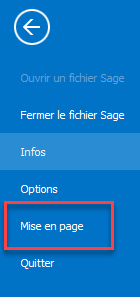 Ouvrir un fichier Sage
Fermer le fichier Sage
Infos
Options
Mise en page
Quitter